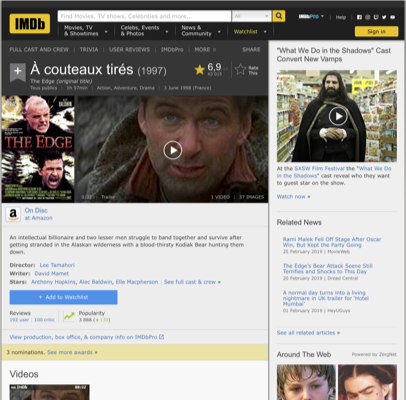 IMDb
Find Movies, TV shows, Celebrities and more...
All
Movies, TV
& Showtimes
Celebs, Events
& Photos
News &
Community
Watchlist
IMDbPro
Help
Sign in
FULL CAST AND CREW | TRIVIA | USER REVIEWS | IMDbPro | MORE
SHARE
À couteaux tirés (1997)
The Edge (original title)
Tous publics | 1h 57min | Action, Adventure, Drama | 3 June 1998 (France)
6,9
Rate
This
BALDWIN
THE EDGE
Trailer
1 VIDEO | 37 IMAGES
On Disc
at Amazon
An intellectual billionaire and two lesser men struggle to band together and survive after
getting stranded in the Alaskan wilderness with a blood-thirsty Kodiak Bear hunting them
down.
Director: Lee Tamahori
Writer: David Mamet
Stars: Anthony Hopkins, Alec Baldwin, Elle Macpherson | See full cast & crew »
+ Add to Watchlist
Reviews
192 user | 100 critic
Popularity
View production, box office, & company info on IMDbPro
3 nominations. See more awards »
Videos
"What We Do in the Shadows" Cast
Convert New Vamps
At the SXSW Film Festival the "What We Do
in the Shadows" cast reveal who they want
to guest star on the show.
Watch now »
Related News
Rami Malek Fell Off Stage After Oscar
Win, But Kept the Party Going
25 February 2019 | MovieWeb
The Edge's Bear Attack Scene Still
Terrifies and Shocks to This Day
20 February 2019 | Dread Central
A normal day turns into a living
nightmare in UK trailer for 'Hotel
Mumbai'
01 February 2019 | HeyUGuys
See all related articles »
Around The Web
Powered by ZergNet